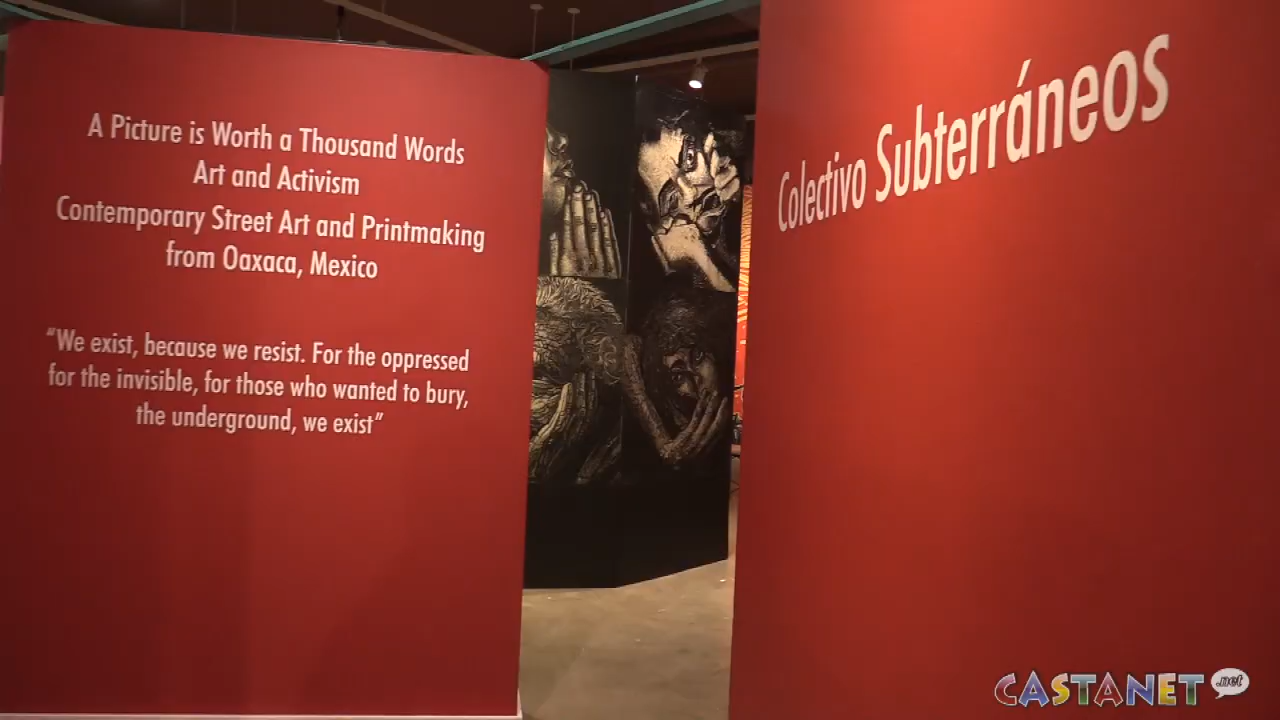 A Picture is Worth a Thousand Words
Art and Activism
Contemporary Street Art and Printmaking
from Oaxaca, Mexico
“We exist, because we resist. For the oppressed
for the invisible, for those who wanted to bury,
the underground, we exist”
Colectivo Subterráneos
CASTANET .net